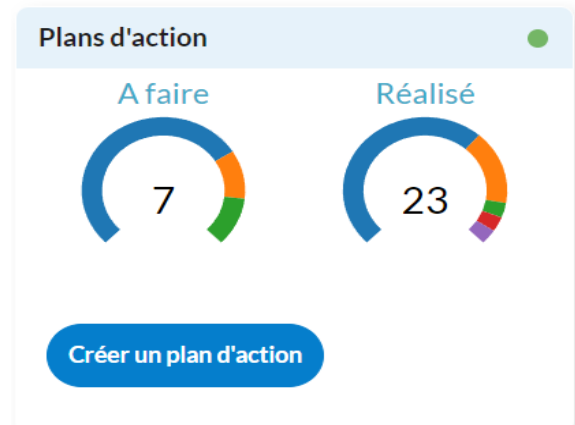 Plans d'action
A faire
Réalisé
7
23
Créer un plan d'action